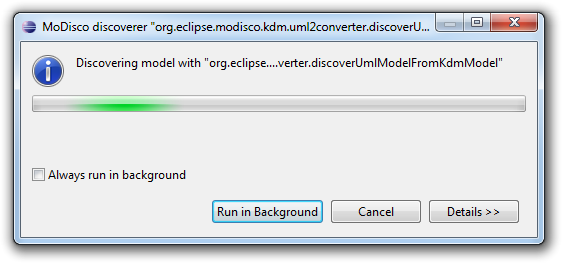 MoDisco discoverer "org.eclipse.modisco.kdm.uml2converter.discoverU...
Discovering model with "org.eclipse....verter.discoverUmlModelFromKdmModel"
Always run in background
Run in Background
Cancel
Details >>